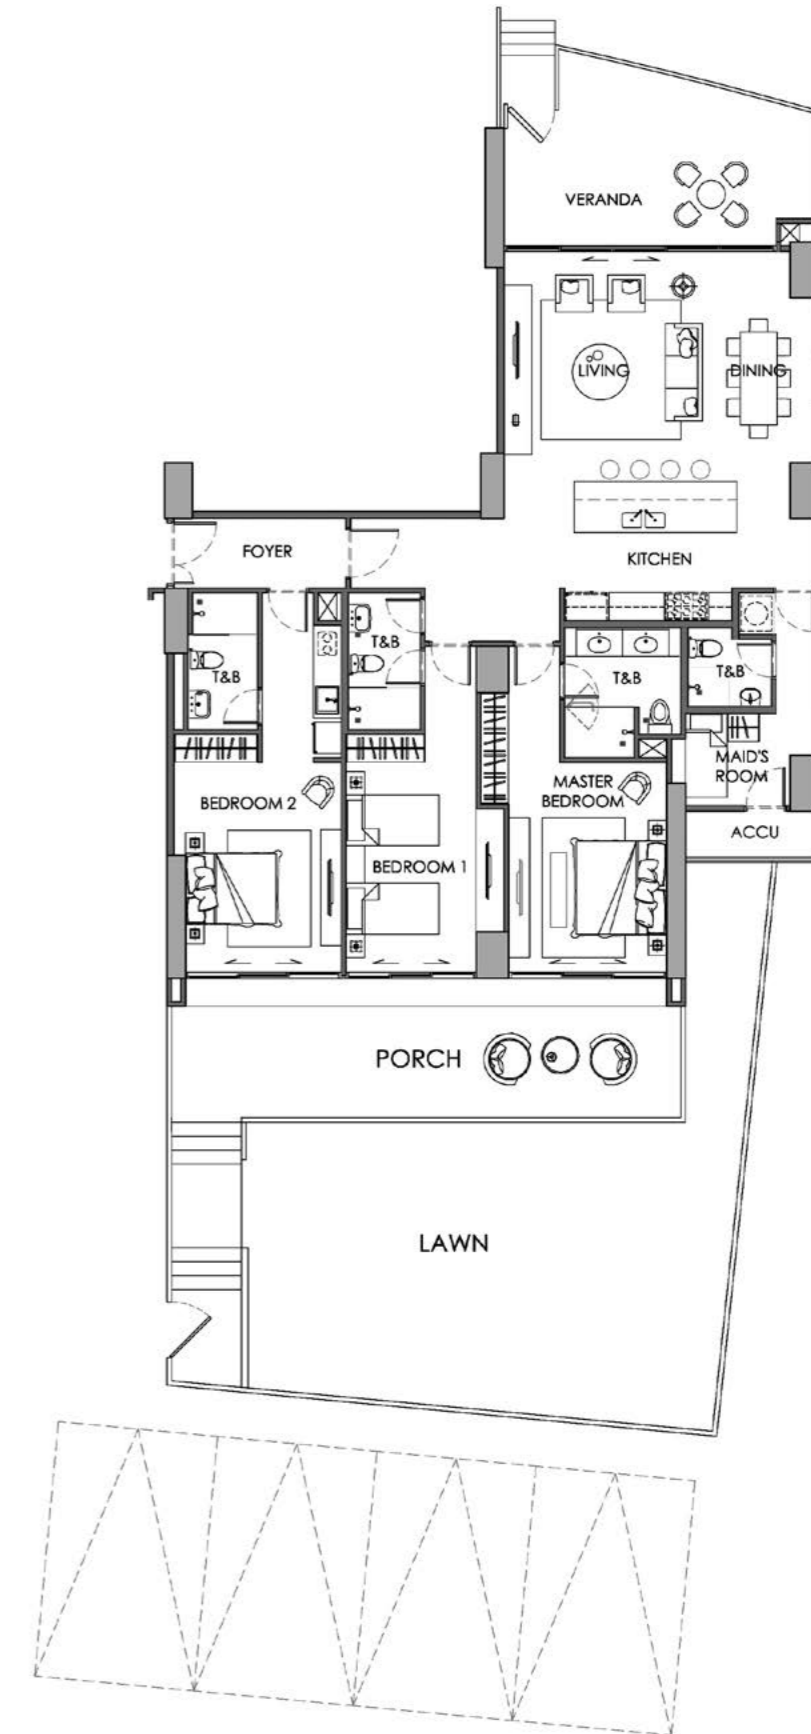 VERANDA
LIVING
DINING
FOYER
KITCHEN
T&B
T&B
T&B
T&B
MAID'S
ROOM
MASTER
BEDROOM
BEDROOM 2
ACCU
BEDROOM 1
PORCH
LAWN